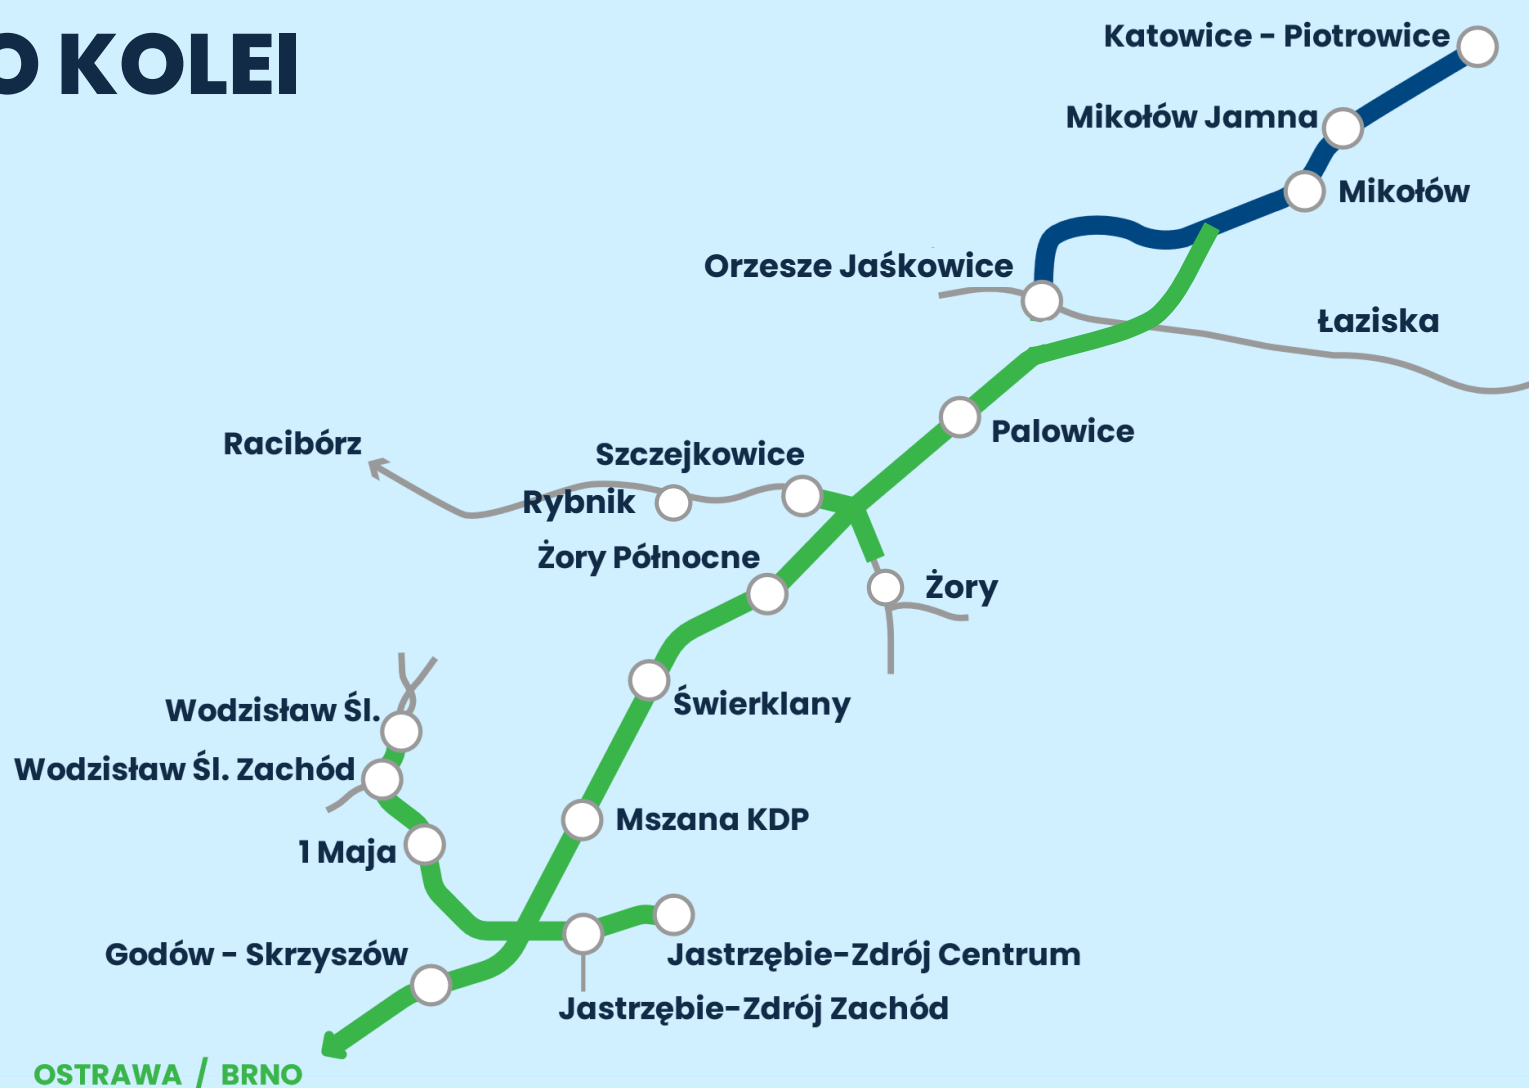 O KOLEI
Katowice - Piotrowice
Mikołów Jamna
Mikołów
Orzesze Jaśkowice
Łaziska
Palowice
Racibórz
Szczejkowice
Rybnik
Żory Północne
Żory
Świerklany
Wodzisław Śl.
Wodzisław Śl. Zachód
Mszana KDP
1 Maja
Godów - Skrzyszów
Jastrzębie-Zdrój Centrum
Jastrzębie-Zdrój Zachód
OSTRAWA / BRNO